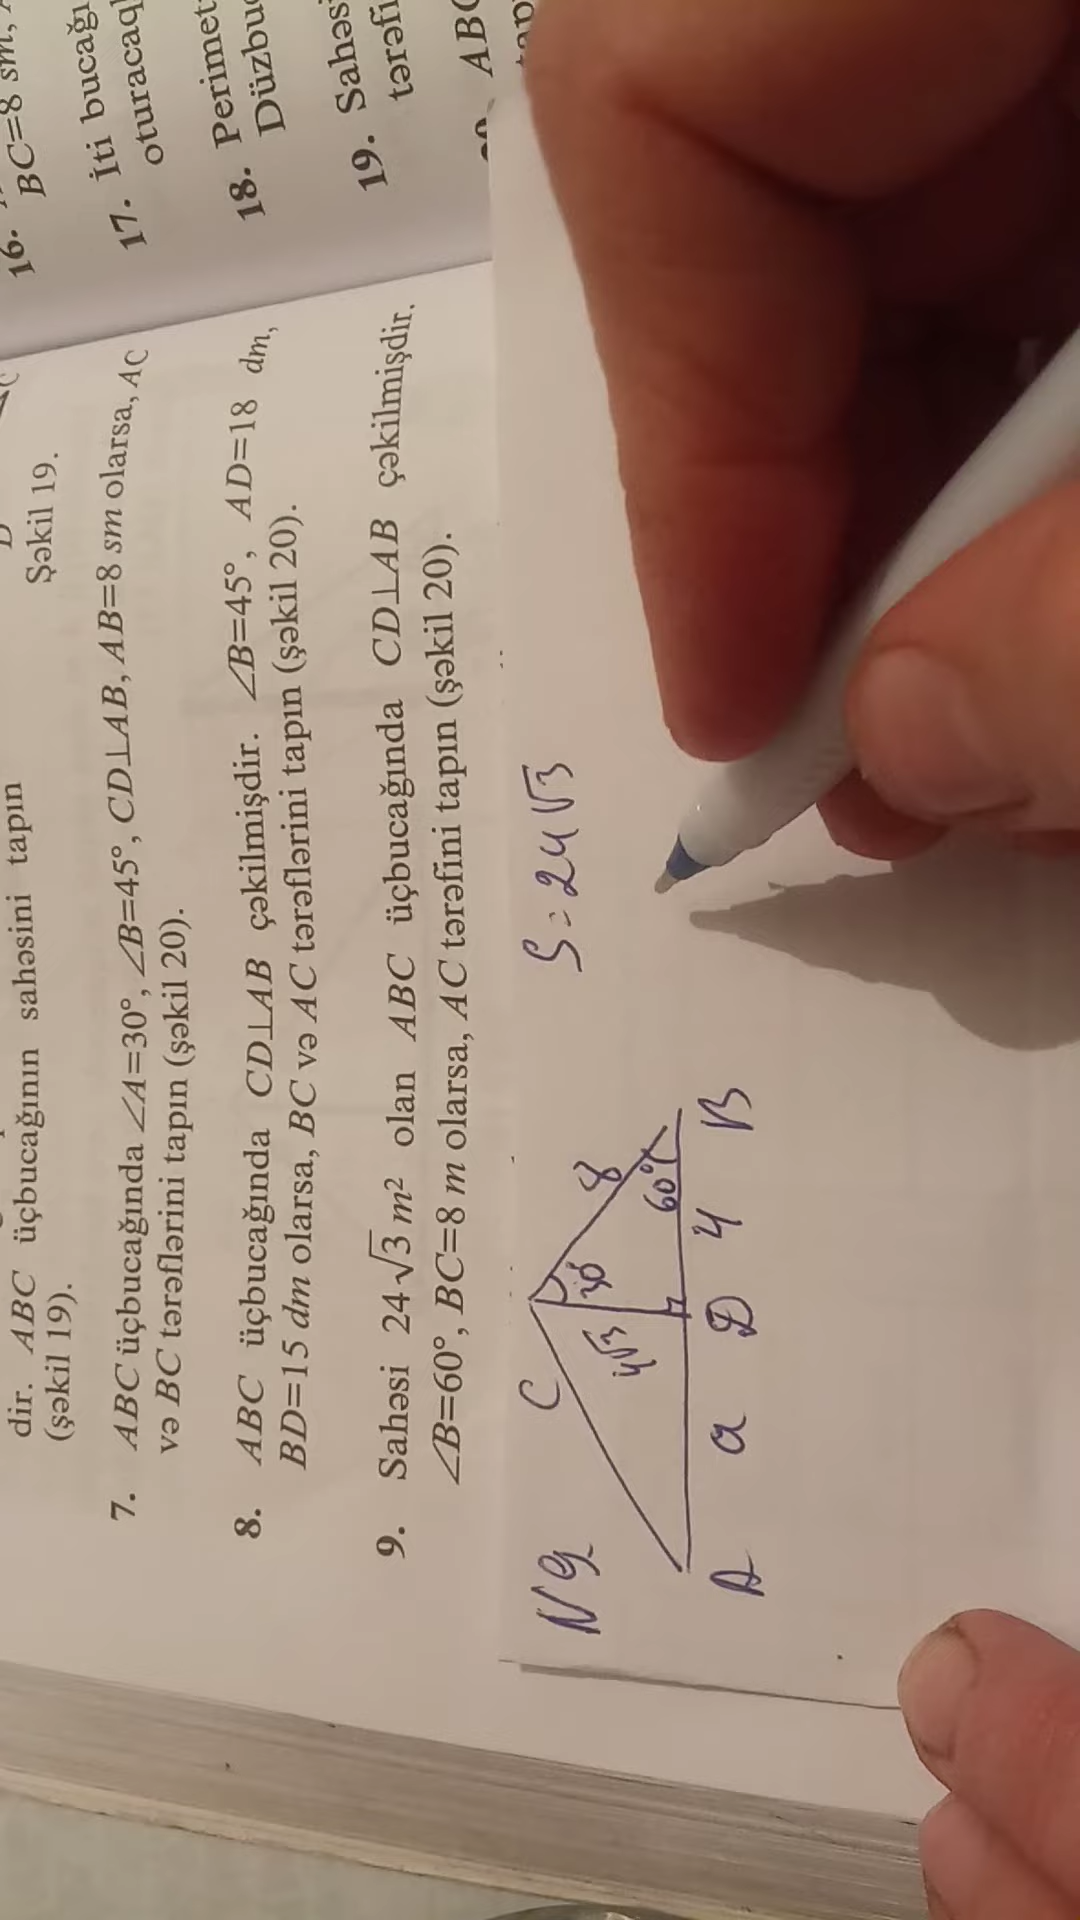 BC=8 sm,
16.
17. İti bucağı
oturacaql
18. Perimet
Düzbu
19. Sahəsi
tərəfi
AB
Şəkil 19.
dir. ABC üçbucağının sahəsini tapın
(şəkil 19).
7. ABC üçbucağında ∠A=30°, ∠B=45°, CD⊥AB, AB=8 sm olarsa, AC
və BC tərəflərini tapın (şəkil 20).
8. ABC üçbucağında CD⊥AB çəkilmişdir. ∠B=45°, AD=18 dm,
BD=15 dm olarsa, BC və AC tərəflərini tapın (şəkil 20).
9. Sahəsi 24√3 m² olan ABC üçbucağında CD⊥AB çəkilmişdir.
∠B=60°, BC=8 m olarsa, AC tərəfini tapın (şəkil 20).
N9
C
8
S=24√3
30°
4√3
60°
A a D 4 B